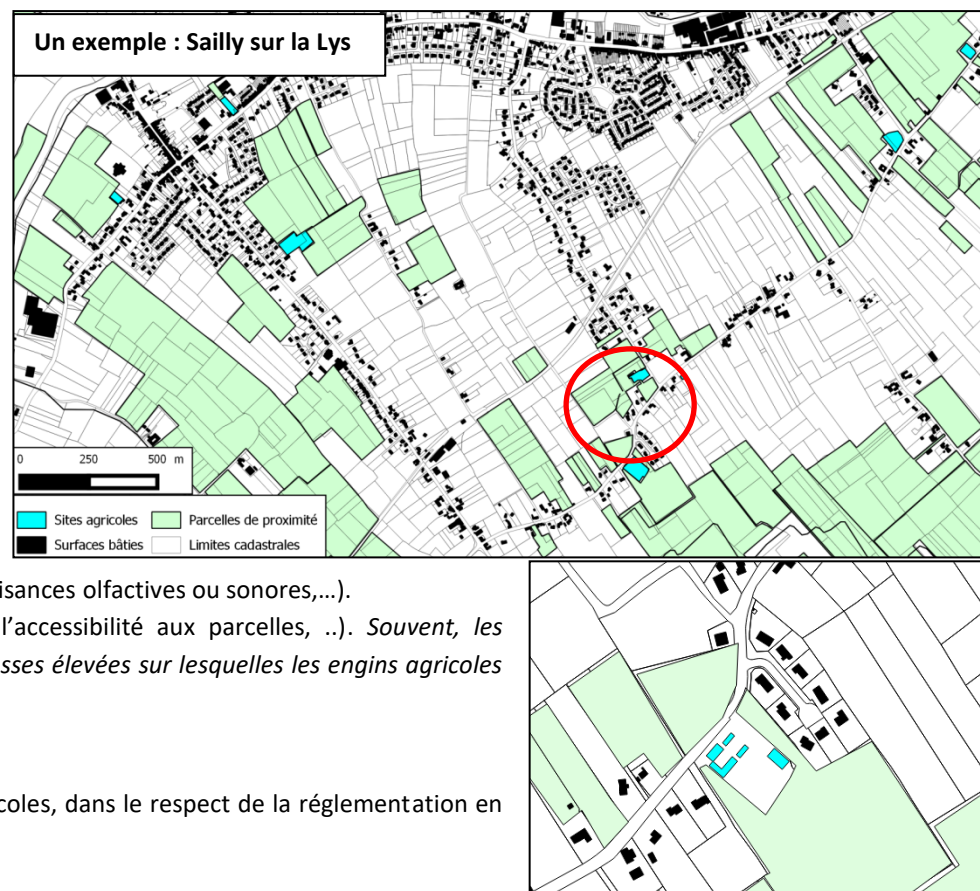 Un exemple : Sailly sur la Lys
0 250 500 m
Sites agricoles Parcelles de proximité
Surfaces bâties Limites cadastrales
isances olfactives ou sonores,…).
l’accessibilité aux parcelles, ..). Souvent, les
sses élevées sur lesquelles les engins agricoles
coles, dans le respect de la réglementation en